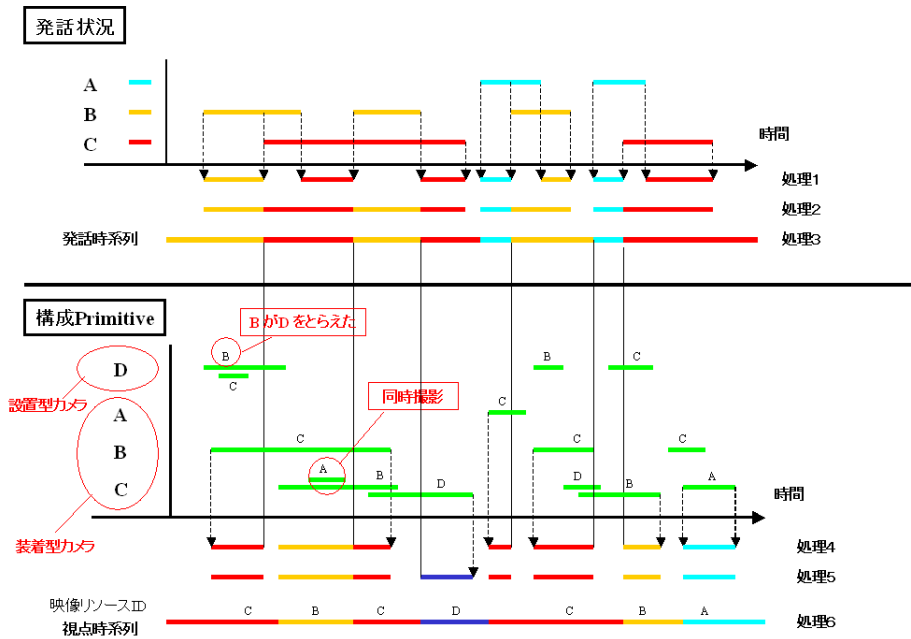 発話状況
A
B
C
時間
処理1
処理2
発話時系列
処理3
構成Primitive
BがDをとらえた
B
C
D
B
C
設置型カメラ
同時撮影
A
C
B
C
C
C
A
B
D
D
B
A
C
時間
装着型カメラ
処理4
処理5
映像リソースID
視点時系列
C
B
C
D
C
B
A
処理6